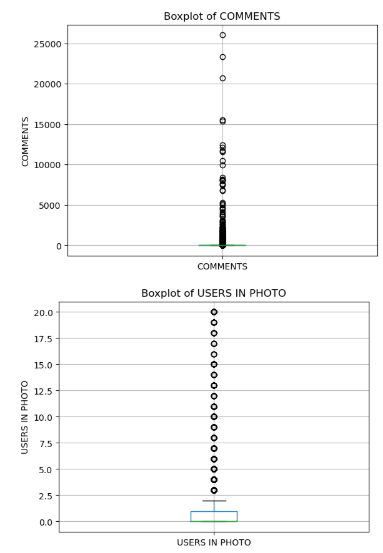 Boxplot of COMMENTS
25000
20000
15000
10000
5000
0
COMMENTS
COMMENTS
Boxplot of USERS IN PHOTO
20.0
17.5
15.0
12.5
10.0
7.5
5.0
2.5
0.0
USERS IN PHOTO
USERS IN PHOTO